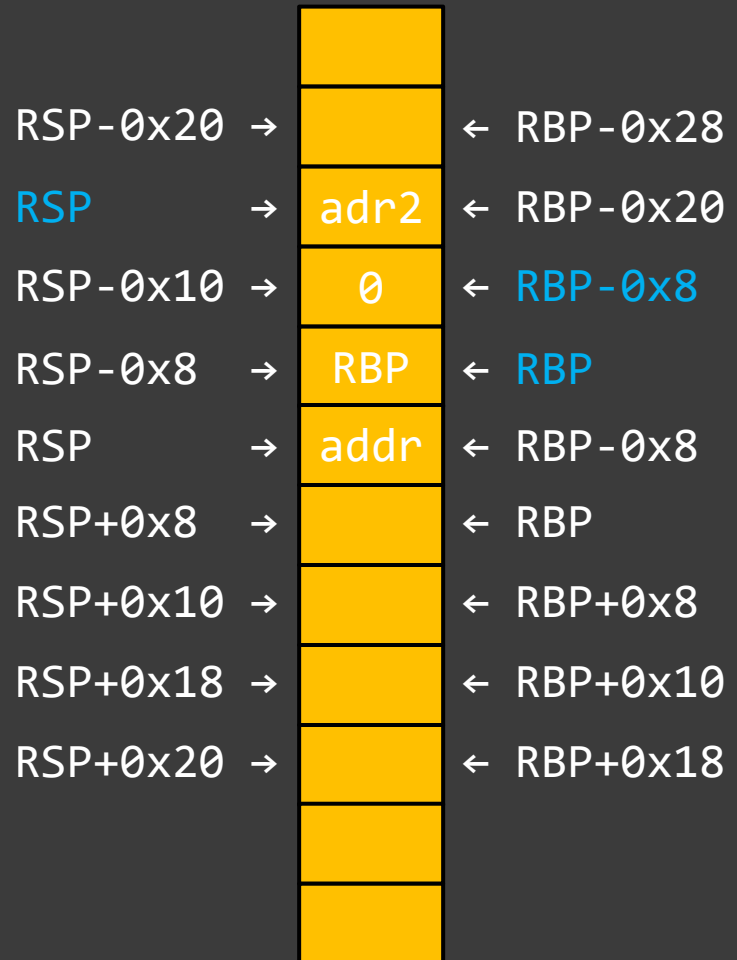 RSP-0x20 → ← RBP-0x28
RSP → adr2 ← RBP-0x20
RSP-0x10 → 0 ← RBP-0x8
RSP-0x8 → RBP ← RBP
RSP → addr ← RBP-0x8
RSP+0x8 → ← RBP
RSP+0x10 → ← RBP+0x8
RSP+0x18 → ← RBP+0x10
RSP+0x20 → ← RBP+0x18